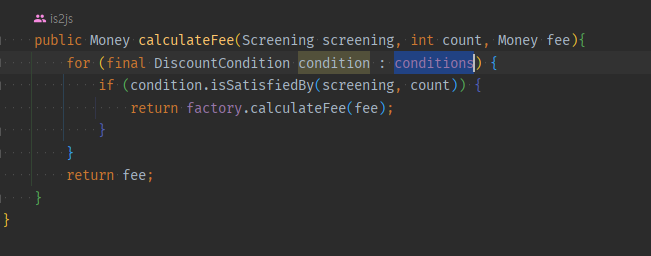 is2js
public Money calculateFee(Screening screening, int count, Money fee){
for (final DiscountCondition condition : conditions) {
if (condition.isSatisfiedBy(screening, count)) {
return factory.calculateFee(fee);
}
}
return fee;
}
}